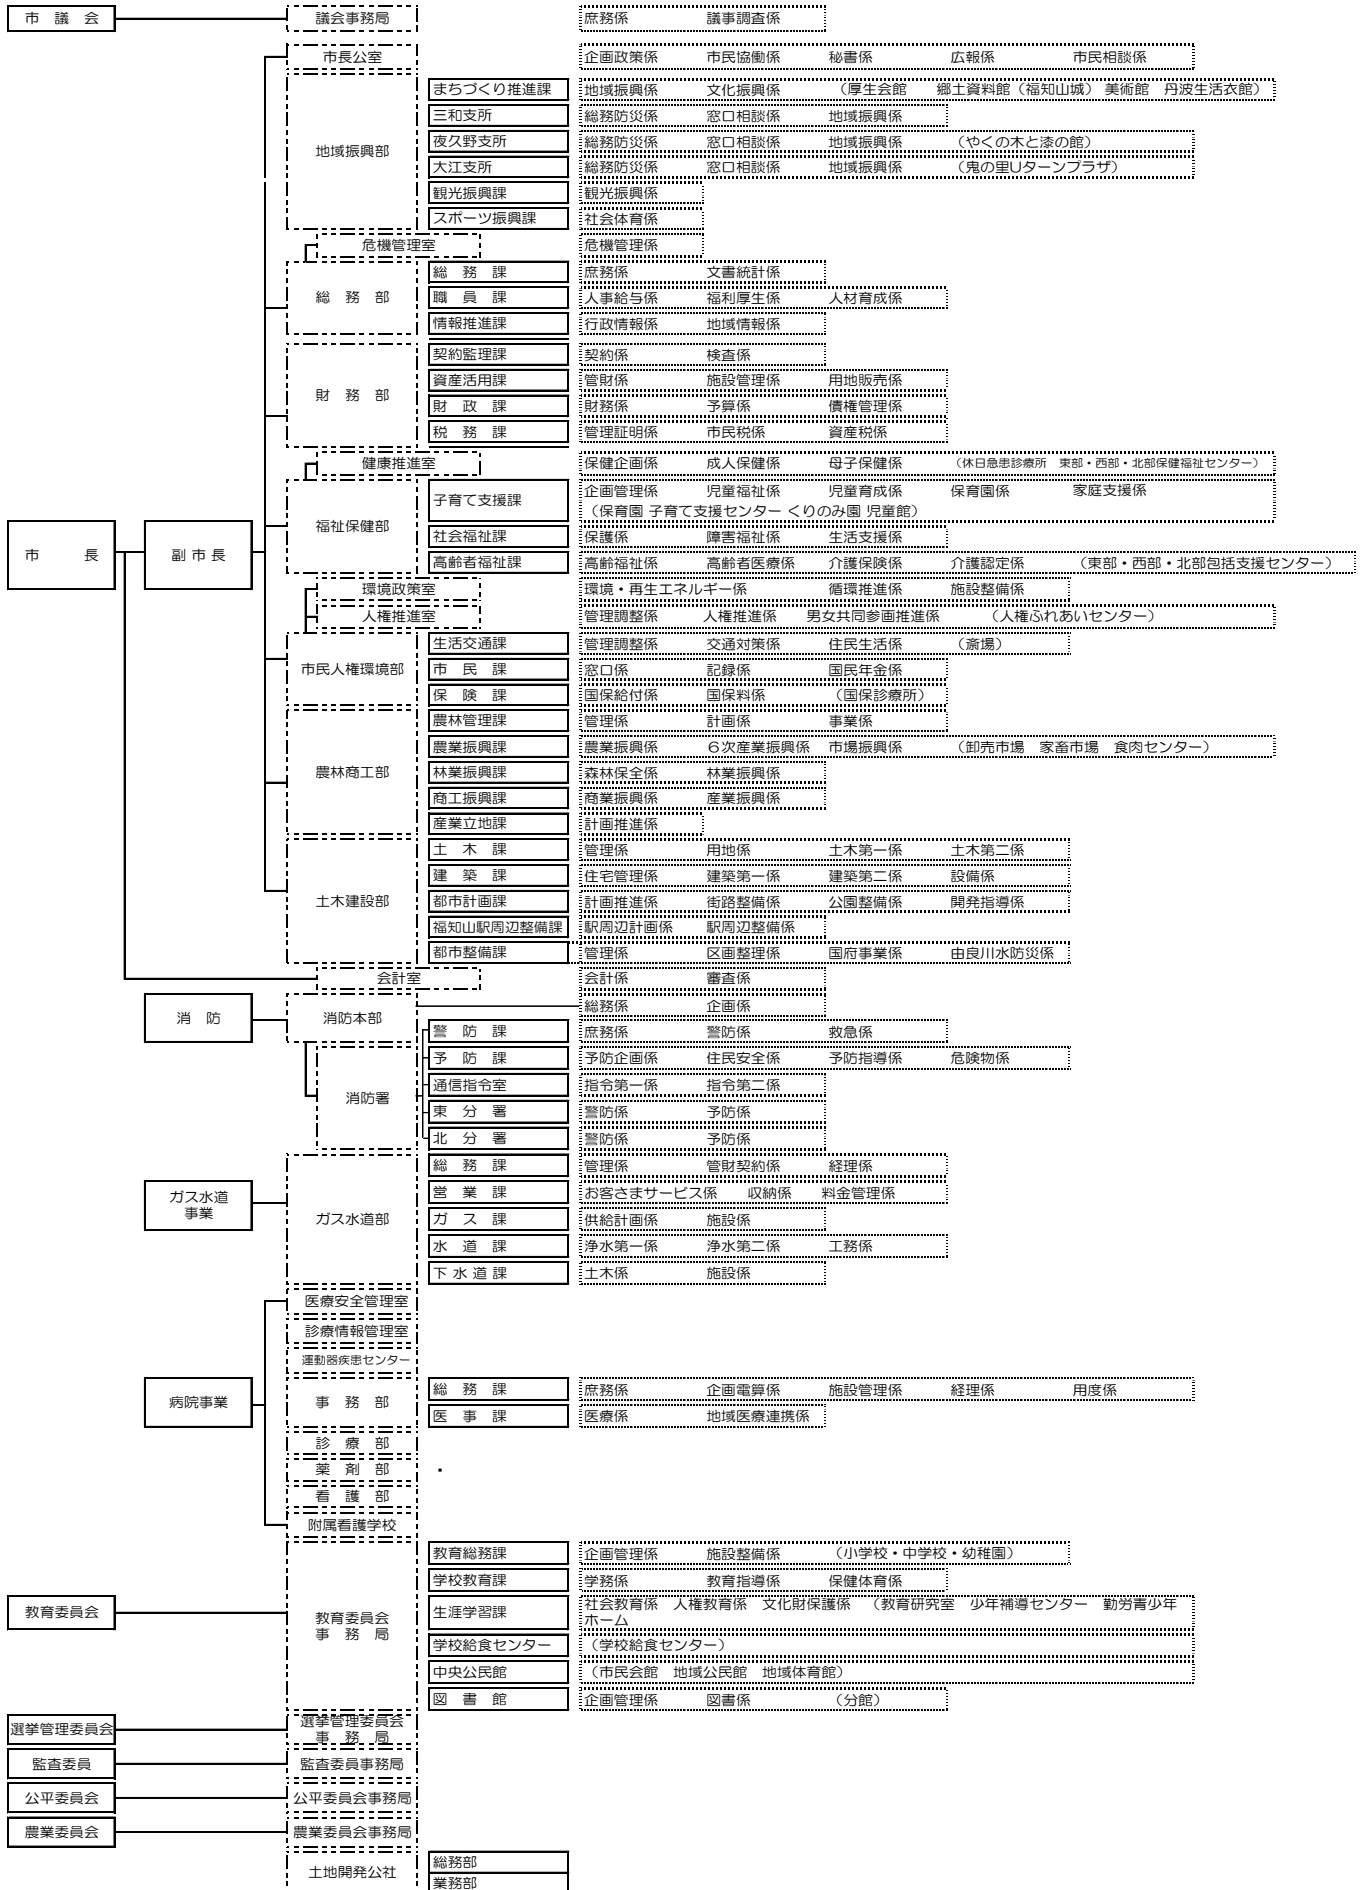 市　議　会　議会事務局　庶務係　議事調査係
市長公室　企画政策係　市民協働係　秘書係　広報係　市民相談係
まちづくり推進課　地域振興係　文化振興係　（厚生会館　郷土資料館（福知山城）　美術館　丹波生活衣館）
三和支所　総務防災係　窓口相談係　地域振興係
夜久野支所　総務防災係　窓口相談係　地域振興係　（やくの木と漆の館）
地域振興部
大江支所　総務防災係　窓口相談係　地域振興係　（鬼の里Uターンプラザ）
観光振興課　観光振興係
スポーツ振興課　社会体育係
危機管理室　危機管理係
総　務　課　庶務係　文書統計係
総　務　部　職　員　課　人事給与係　福利厚生係　人材育成係
情報推進課　行政情報係　地域情報係
契約監理課　契約係　検査係
資産活用課　管財係　施設管理係　用地販売係
財　務　部
財　政　課　財務係　予算係　債権管理係
税　務　課　管理証明係　市民税係　資産税係
健康推進室　保健企画係　成人保健係　母子保健係　（休日急患診療所　東部・西部・北部保健福祉センター）
子育て支援課　企画管理係　児童福祉係　児童育成係　保育園係　家庭支援係
（保育園 子育て支援センター くりのみ園 児童館）
福祉保健部
社会福祉課　保護係　障害福祉係　生活支援係
市　　　長　副 市 長
高齢者福祉課　高齢福祉係　高齢者医療係　介護保険係　介護認定係　（東部・西部・北部包括支援センター）
環境政策室　環境・再生エネルギー係　循環推進係　施設整備係
人権推進室　管理調整係　人権推進係　男女共同参画推進係　（人権ふれあいセンター）
生活交通課　管理調整係　交通対策係　住民生活係　（斎場）
市民人権環境部　市　民　課　窓口係　記録係　国民年金係
保　険　課　国保給付係　国保料係　（国保診療所）
農林管理課　管理係　計画係　事業係
農業振興課　農業振興係　６次産業振興係　市場振興係　（卸売市場　家畜市場　食肉センター）
農林商工部　林業振興課　森林保全係　林業振興係
商工振興課　商業振興係　産業振興係
産業立地課　計画推進係
土　木　課　管理係　用地係　土木第一係　土木第二係
建　築　課　住宅管理係　建築第一係　建築第二係　設備係
土木建設部　都市計画課　計画推進係　街路整備係　公園整備係　開発指導係
福知山駅周辺整備課　駅周辺計画係　駅周辺整備係
都市整備課　管理係　区画整理係　国府事業係　由良川水防災係
会計室　会計係　審査係
総務係　企画係
消　防　消防本部
警　防　課　庶務係　警防係　救急係
予　防　課　予防企画係　住民安全係　予防指導係　危険物係
通信指令室　指令第一係　指令第二係
消防署
東　分　署　警防係　予防係
北　分　署　警防係　予防係
総　務　課　管理係　管財契約係　経理係
営　業　課　お客さまサービス係　収納係　料金管理係
ガス水道
事業
ガス水道部　ガ　ス　課　供給計画係　施設係
水　道　課　浄水第一係　浄水第二係　工務係
下 水 道 課　土木係　施設係
医療安全管理室
診療情報管理室
運動器疾患センター
総　務　課　庶務係　企画電算係　施設管理係　経理係　用度係
病院事業　事　務　部
医　事　課　医療係　地域医療連携係
診　療　部
薬　剤　部
看　護　部
附属看護学校
教育総務課　企画管理係　施設整備係　（小学校・中学校・幼稚園）
学校教育課　学務係　教育指導係　保健体育係
教育委員会　教育委員会
事　務　局
生涯学習課　社会教育係　人権教育係　文化財保護係　（教育研究室　少年補導センター　勤労青少年
ホーム
学校給食センター　（学校給食センター）
中央公民館　（市民会館　地域公民館　地域体育館）
図　書　館　企画管理係　図書係　（分館）
選挙管理委員会　選挙管理委員会
事　務　局
監査委員　監査委員事務局
公平委員会　公平委員会事務局
農業委員会　農業委員会事務局
土地開発公社　総務部
業務部